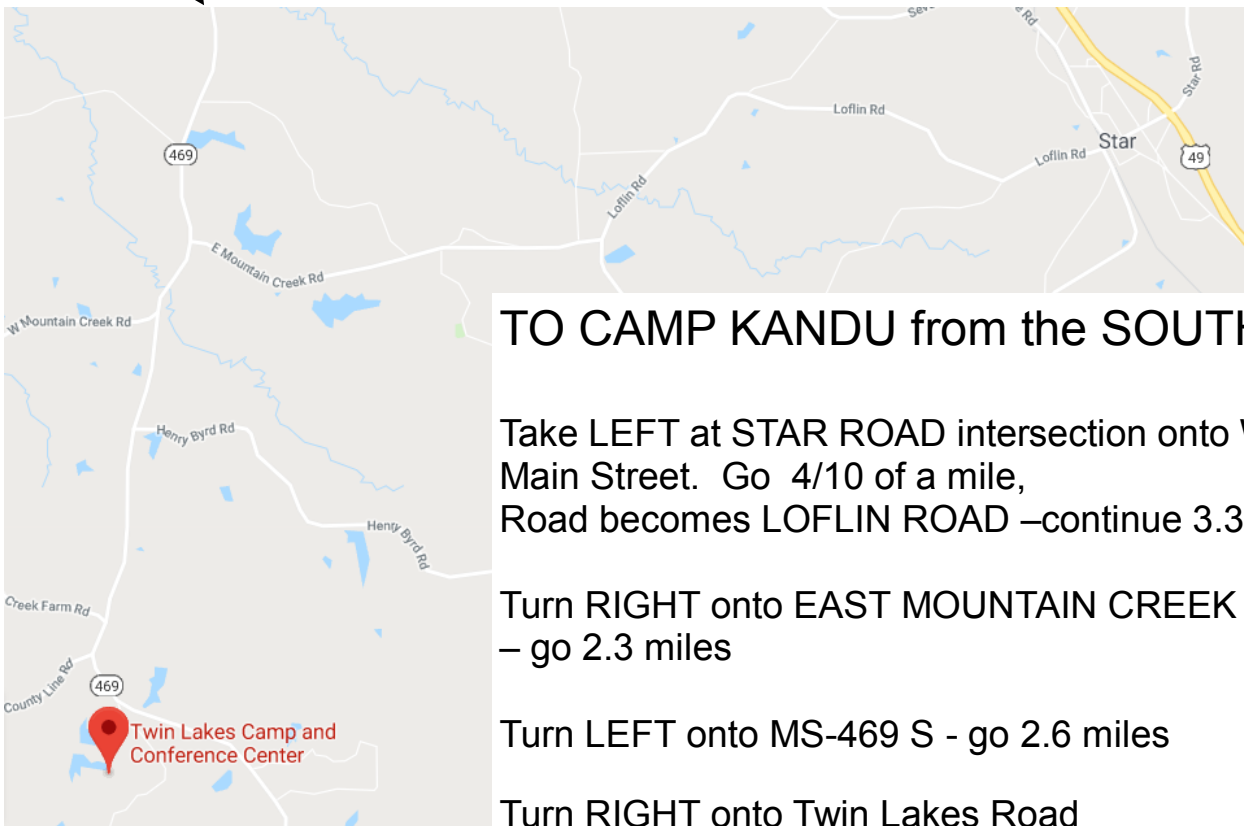 Loflin Rd
Star Rd
469
Star
Loflin Rd
49
Loflin Rd
E Mountain Creek Rd
W Mountain Creek Rd
TO CAMP KANDU from the SOUTH
Henry Byrd Rd
Take LEFT at STAR ROAD intersection onto
Main Street. Go 4/10 of a mile,
Henry Byrd Rd
Road becomes LOFLIN ROAD –continue 3.3
Creek Farm Rd
Turn RIGHT onto EAST MOUNTAIN CREEK
– go 2.3 miles
County Line Rd
469
Twin Lakes Camp and
Conference Center
Turn LEFT onto MS-469 S - go 2.6 miles
Turn RIGHT onto Twin Lakes Road